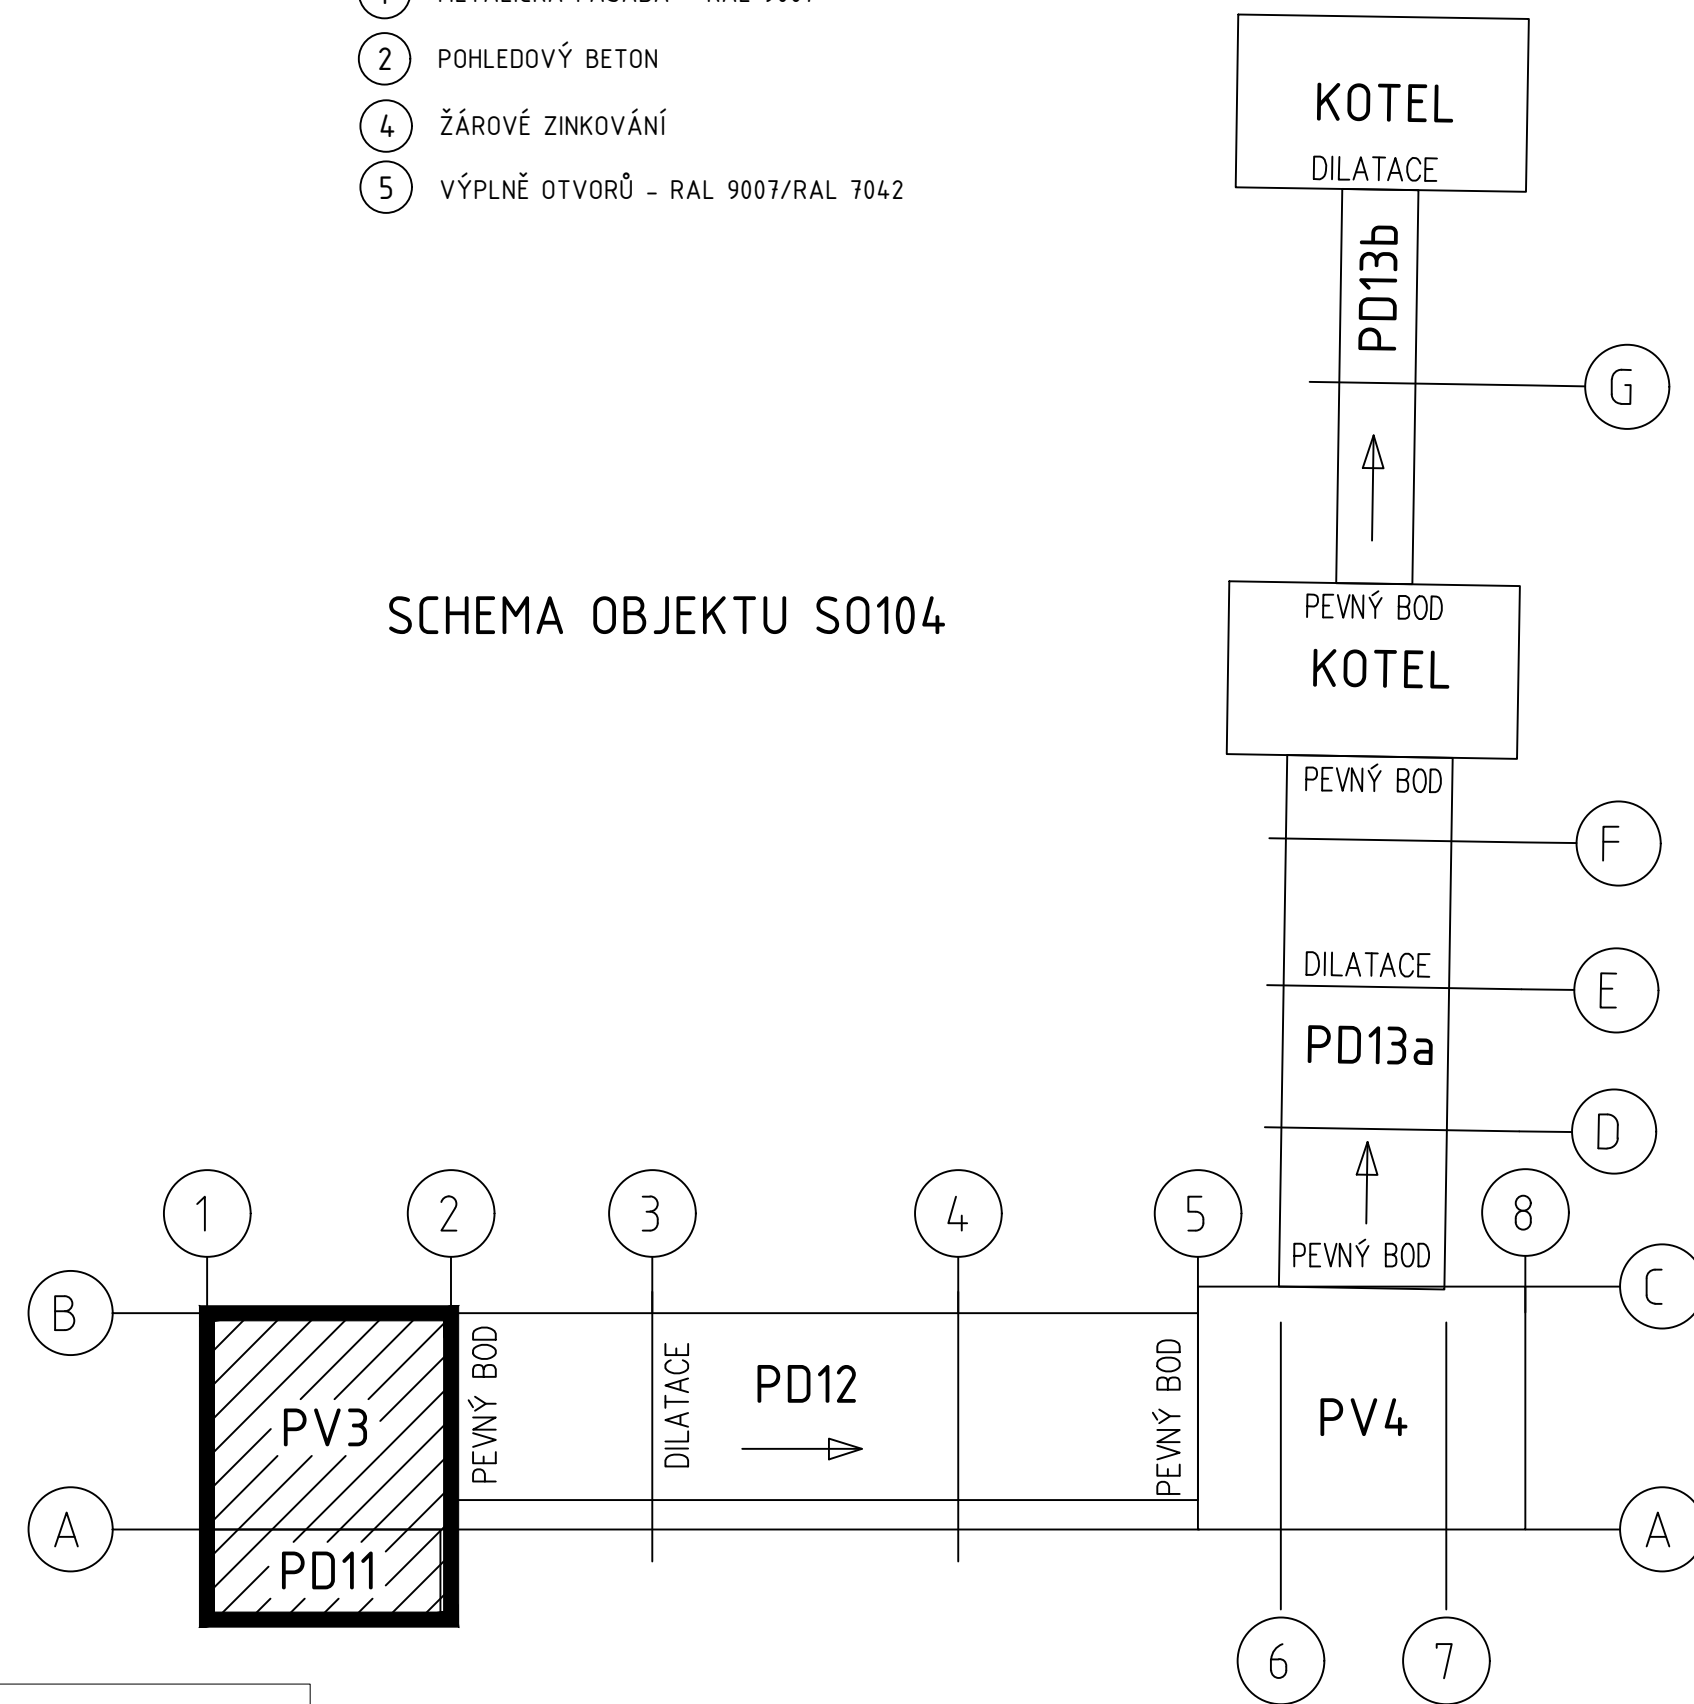 2 POHLEDOVÝ BETON
4 ŽÁROVÉ ZINKOVÁNÍ
5 VÝPLNĚ OTVORŮ - RAL 9007/RAL 7042
KOTEL
DILATACE
PD13b
G
SCHEMA OBJEKTU SO104
PEVNÝ BOD
KOTEL
PEVNÝ BOD
F
DILATACE
E
PD13a
D
PEVNÝ BOD
1 2 3 4 5 8
B
C
PV3
PEVNÝ BOD
DILATACE
PD12
PEVNÝ BOD
PV4
A
A
PD11
6 7